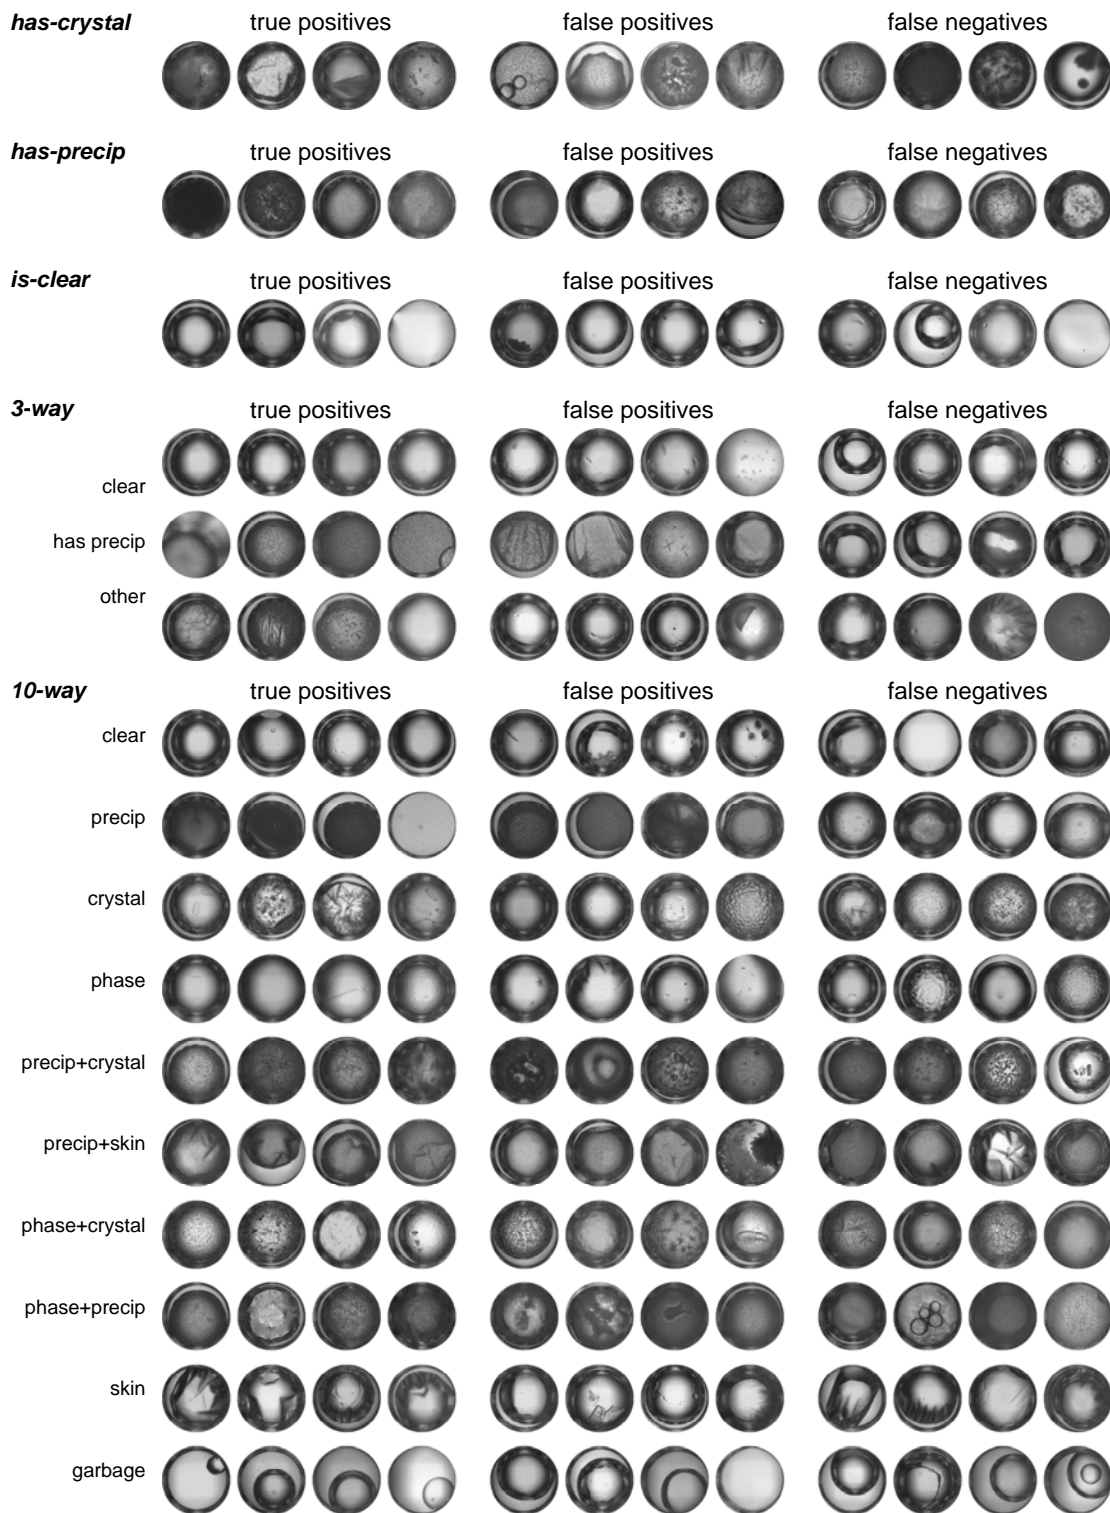 has-crystal true positives false positives false negatives
has-precip true positives false positives false negatives
is-clear true positives false positives false negatives
3-way true positives false positives false negatives
clear
has precip
other
10-way true positives false positives false negatives
clear
precip
crystal
phase
precip+crystal
precip+skin
phase+crystal
phase+precip
skin
garbage